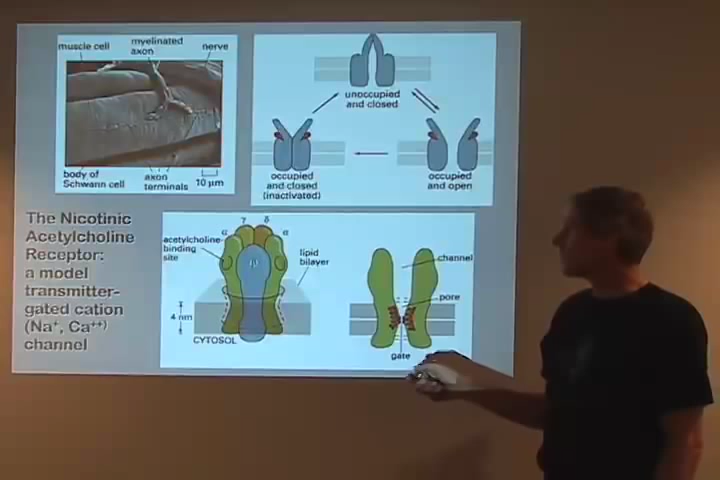 muscle cell
myelinated
axon
nerve
body of
Schwann cell
axon
terminals
10 μm
unoccupied
and closed
occupied
and closed
(inactivated)
occupied
and open
The Nicotinic
Acetylcholine
Receptor:
a model
transmitter-
gated cation
(Na⁺, Ca⁺⁺)
channel
γ
δ
α
α
acetylcholine
binding
site
lipid
bilayer
4 nm
CYTOSOL
channel
pore
gate